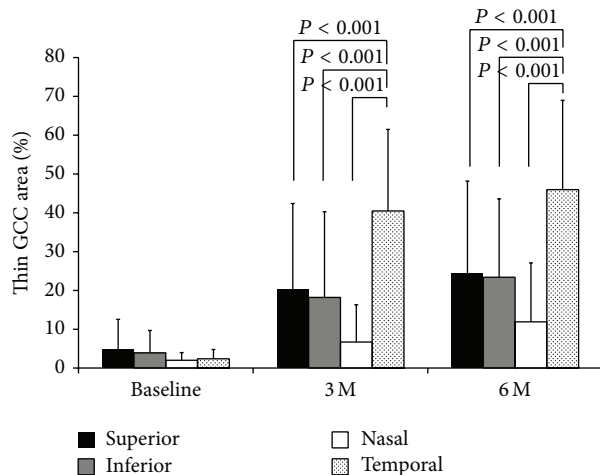 P < 0.001 P < 0.001
P < 0.001 P < 0.001
P < 0.001 P < 0.001
Thin GCC area (%)
80
70
60
50
40
30
20
10
0
Baseline 3 M 6 M
Superior Nasal
Inferior Temporal